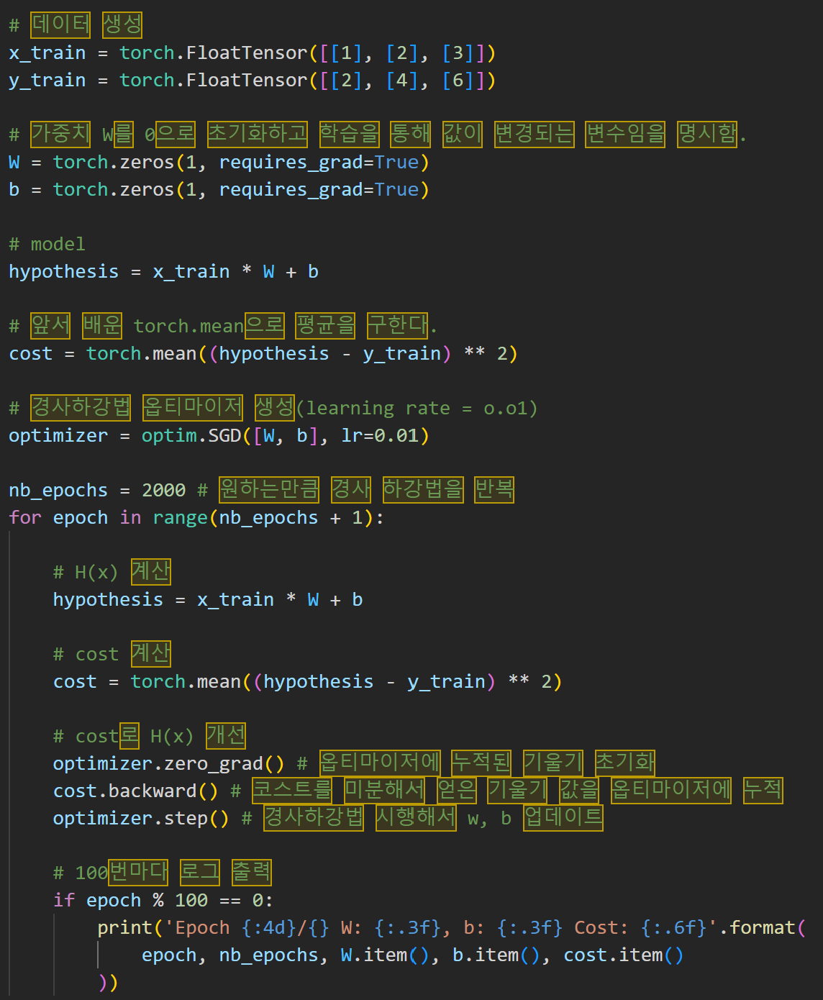 # 데이터 생성
x_train = torch.FloatTensor([[1], [2], [3]])
y_train = torch.FloatTensor([[2], [4], [6]])
# 가중치 W를 0으로 초기화하고 학습을 통해 값이 변경되는 변수임을 명시함.
W = torch.zeros(1, requires_grad=True)
b = torch.zeros(1, requires_grad=True)
# model
hypothesis = x_train * W + b
# 앞서 배운 torch.mean으로 평균을 구한다.
cost = torch.mean((hypothesis - y_train) ** 2)
# 경사하강법 옵티마이저 생성(learning rate = o.o1)
optimizer = optim.SGD([W, b], lr=0.01)
nb_epochs = 2000 # 원하는만큼 경사 하강법을 반복
for epoch in range(nb_epochs + 1):
# H(x) 계산
hypothesis = x_train * W + b
# cost 계산
cost = torch.mean((hypothesis - y_train) ** 2)
# cost로 H(x) 개선
optimizer.zero_grad() # 옵티마이저에 누적된 기울기 초기화
cost.backward() # 코스트를 미분해서 얻은 기울기 값을 옵티마이저에 누적
optimizer.step() # 경사하강법 시행해서 w, b 업데이트
# 100번마다 로그 출력
if epoch % 100 == 0:
print('Epoch {:4d}/{} W: {:.3f}, b: {:.3f} Cost: {:.6f}'.format(
epoch, nb_epochs, W.item(), b.item(), cost.item()
))